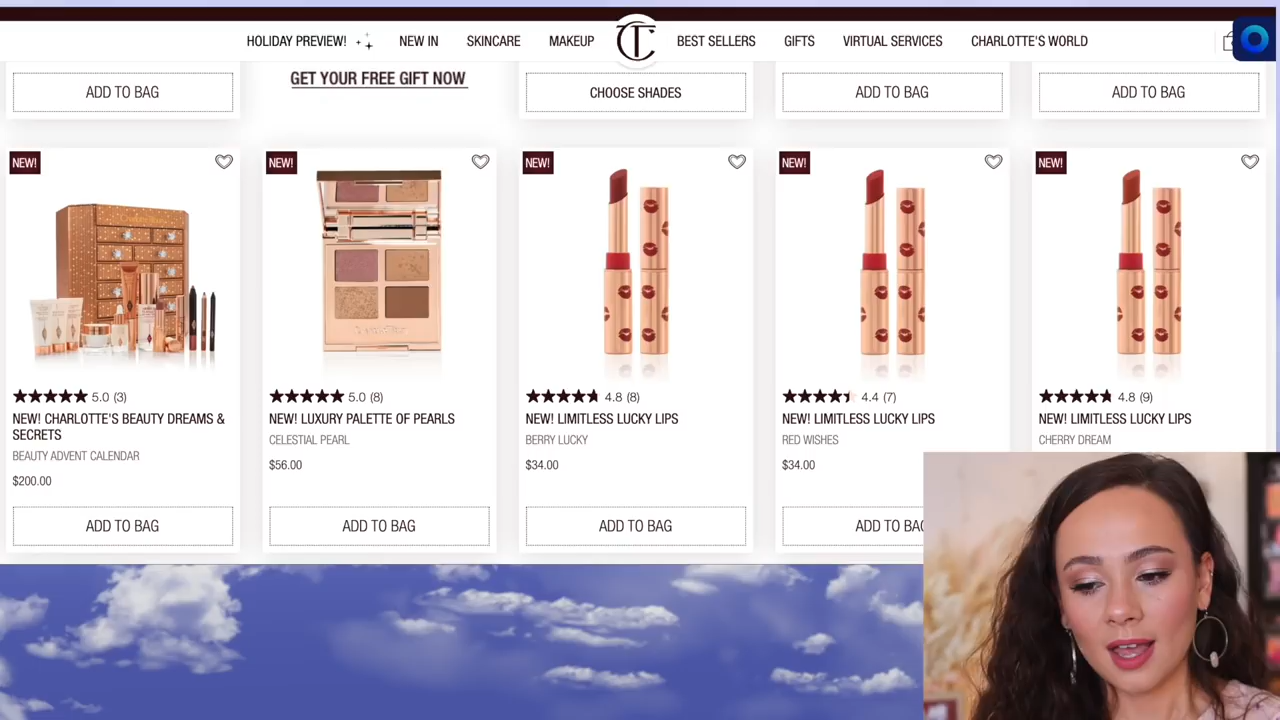 HOLIDAY PREVIEW! NEW IN SKINCARE MAKEUP CT BEST SELLERS GIFTS VIRTUAL SERVICES CHARLOTTE'S WORLD
ADD TO BAG
GET YOUR FREE GIFT NOW
CHOOSE SHADES
ADD TO BAG
ADD TO BAG
NEW!
5.0 (3)
NEW! CHARLOTTE'S BEAUTY DREAMS &
SECRETS
BEAUTY ADVENT CALENDAR
$200.00
ADD TO BAG
NEW!
5.0 (8)
NEW! LUXURY PALETTE OF PEARLS
CELESTIAL PEARL
$56.00
ADD TO BAG
NEW!
4.8 (8)
NEW! LIMITLESS LUCKY LIPS
BERRY LUCKY
$34.00
ADD TO BAG
NEW!
4.4 (7)
NEW! LIMITLESS LUCKY LIPS
RED WISHES
$34.00
ADD TO BAG
NEW!
4.8 (9)
NEW! LIMITLESS LUCKY LIPS
CHERRY DREAM